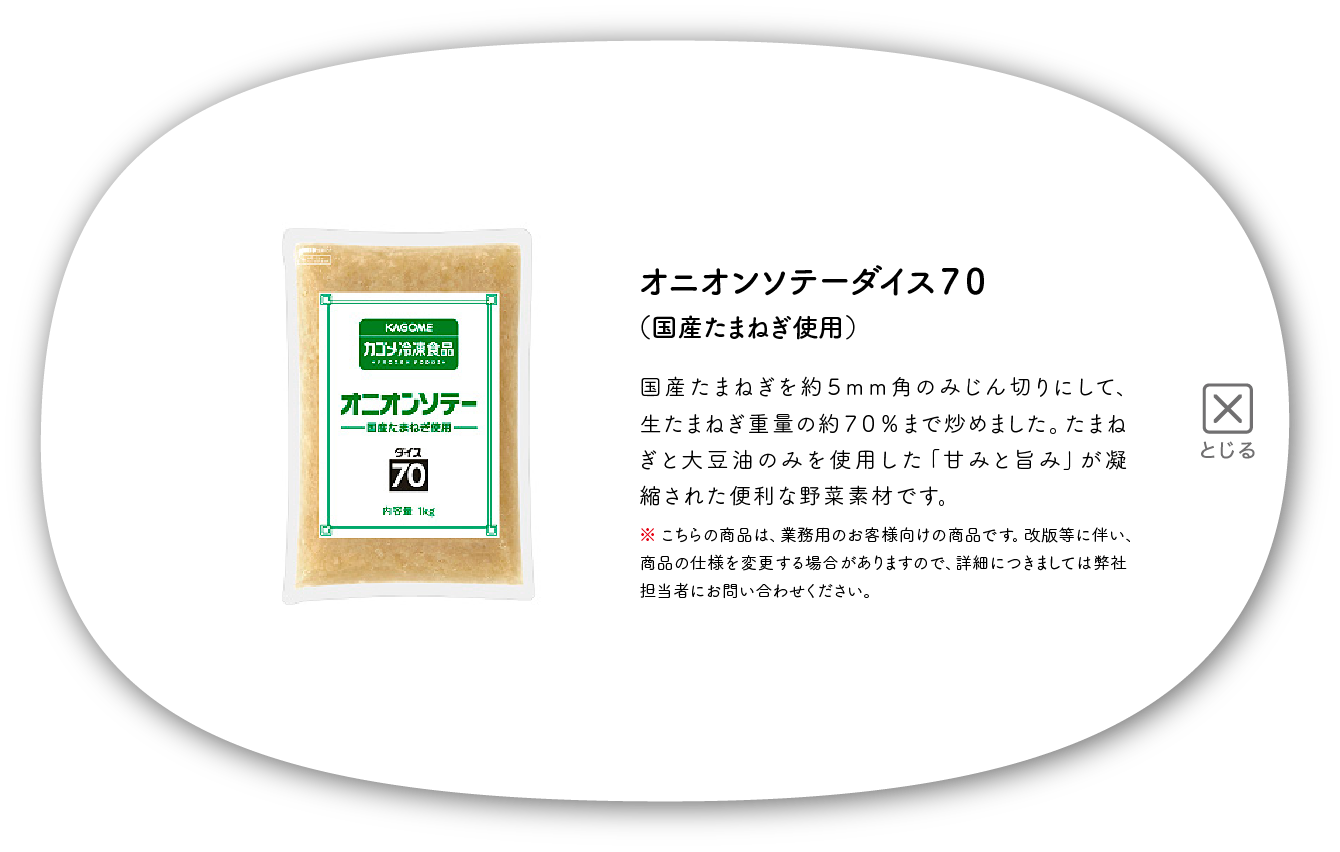 KAGOME
カゴメ冷凍食品
オニオンソテー
国産たまねぎ使用
ダイス
70
内容量 1kg
オニオンソテーダイス７０
（国産たまねぎ使用）
国産たまねぎを約５ｍｍ角のみじん切りにして、
生たまねぎ重量の約７０％まで炒めました。たまね
ぎと大豆油のみを使用した「甘みと旨み」が凝
縮された便利な野菜素材です。
※ こちらの商品は、業務用のお客様向けの商品です。改版等に伴い、
商品の仕様を変更する場合がありますので、詳細につきましては弊社
担当者にお問い合わせください。
とじる